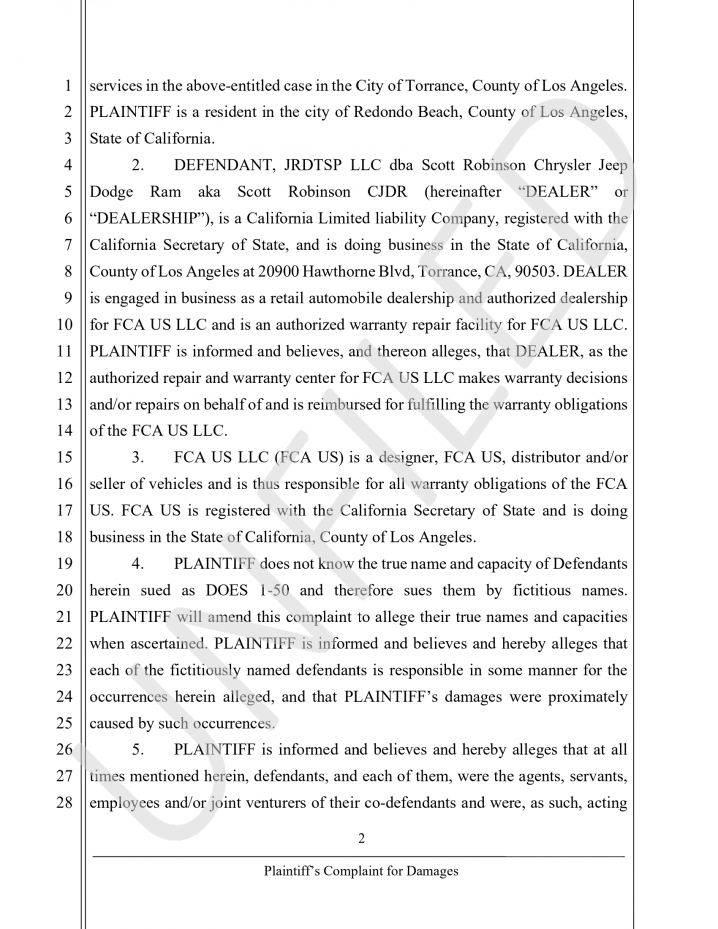 1 services in the above-entitled case in the City of Torrance, County of Los Angeles.
2 PLAINTIFF is a resident in the city of Redondo Beach, County of Los Angeles,
3 State of California.
4 2. DEFENDANT, JRDTSP LLC dba Scott Robinson Chrysler Jeep
5 Dodge Ram aka Scott Robinson CJDR (hereinafter “DEALER” or
6 “DEALERSHIP”), is a California Limited liability Company, registered with the
7 California Secretary of State, and is doing business in the State of California,
8 County of Los Angeles at 20900 Hawthorne Blvd, Torrance, CA, 90503. DEALER
9 is engaged in business as a retail automobile dealership and authorized dealership
10 for FCA US LLC and is an authorized warranty repair facility for FCA US LLC.
11 PLAINTIFF is informed and believes, and thereon alleges, that DEALER, as the
12 authorized repair and warranty center for FCA US LLC makes warranty decisions
13 and/or repairs on behalf of and is reimbursed for fulfilling the warranty obligations
14 of the FCA US LLC.
15 3. FCA US LLC (FCA US) is a designer, FCA US, distributor and/or
16 seller of vehicles and is thus responsible for all warranty obligations of the FCA
17 US. FCA US is registered with the California Secretary of State and is doing
18 business in the State of California, County of Los Angeles.
19 4. PLAINTIFF does not know the true name and capacity of Defendants
20 herein sued as DOES 1-50 and therefore sues them by fictitious names.
21 PLAINTIFF will amend this complaint to allege their true names and capacities
22 when ascertained. PLAINTIFF is informed and believes and hereby alleges that
23 each of the fictitiously named defendants is responsible in some manner for the
24 occurrences herein alleged, and that PLAINTIFF’s damages were proximately
25 caused by such occurrences.
26 5. PLAINTIFF is informed and believes and hereby alleges that at all
27 times mentioned herein, defendants, and each of them, were the agents, servants,
28 employees and/or joint venturers of their co-defendants and were, as such, acting
2
Plaintiff’s Complaint for Damages
UNFILED